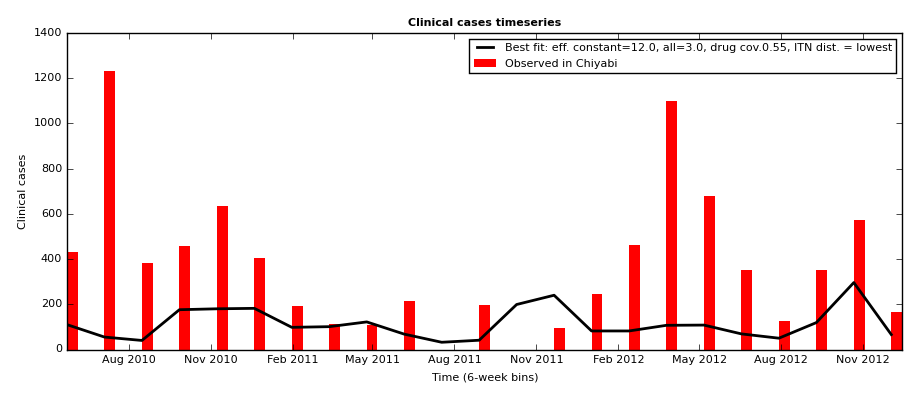 Clinical cases timeseries
Best fit: eff. constant=12.0, all=3.0, drug cov.0.55, ITN dist. = lowest
Observed in Chiyabi
Clinical cases
1400
1200
1000
800
600
400
200
0
Aug 2010 Nov 2010 Feb 2011 May 2011 Aug 2011 Nov 2011 Feb 2012 May 2012 Aug 2012 Nov 2012
Time (6-week bins)